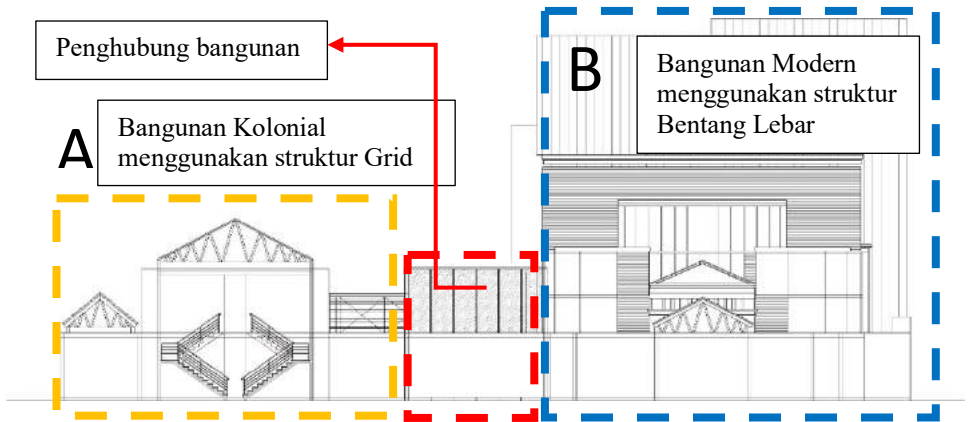 Penghubung bangunan
A
Bangunan Kolonial
menggunakan struktur Grid
B
Bangunan Modern
menggunakan struktur
Bentang Lebar